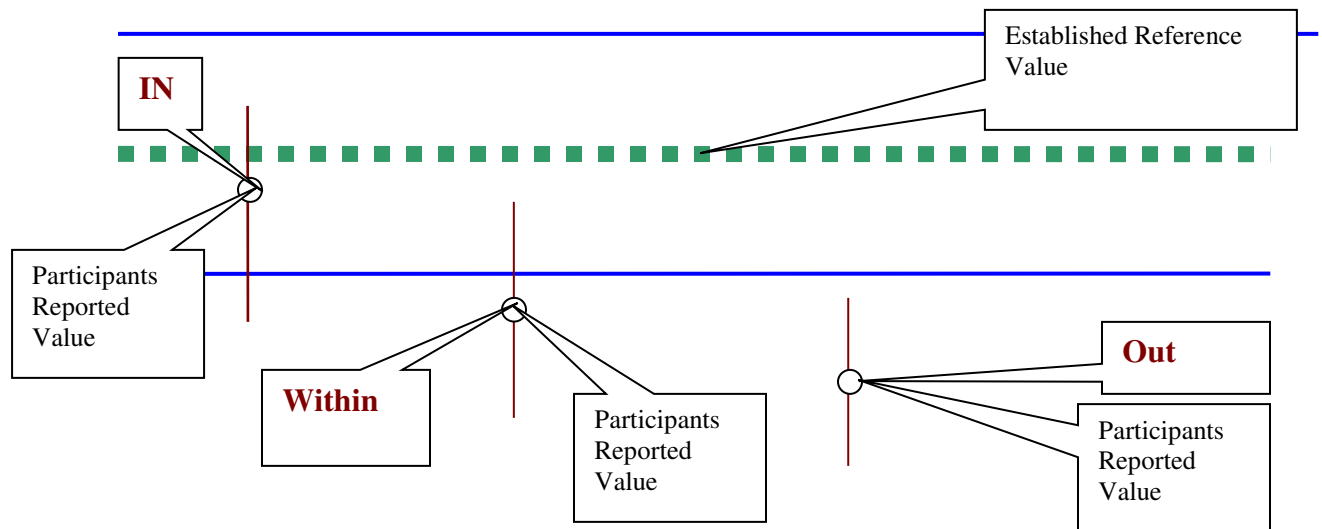 Established Reference
Value
IN
Participants
Reported
Value
Within
Participants
Reported
Value
Out
Participants
Reported
Value